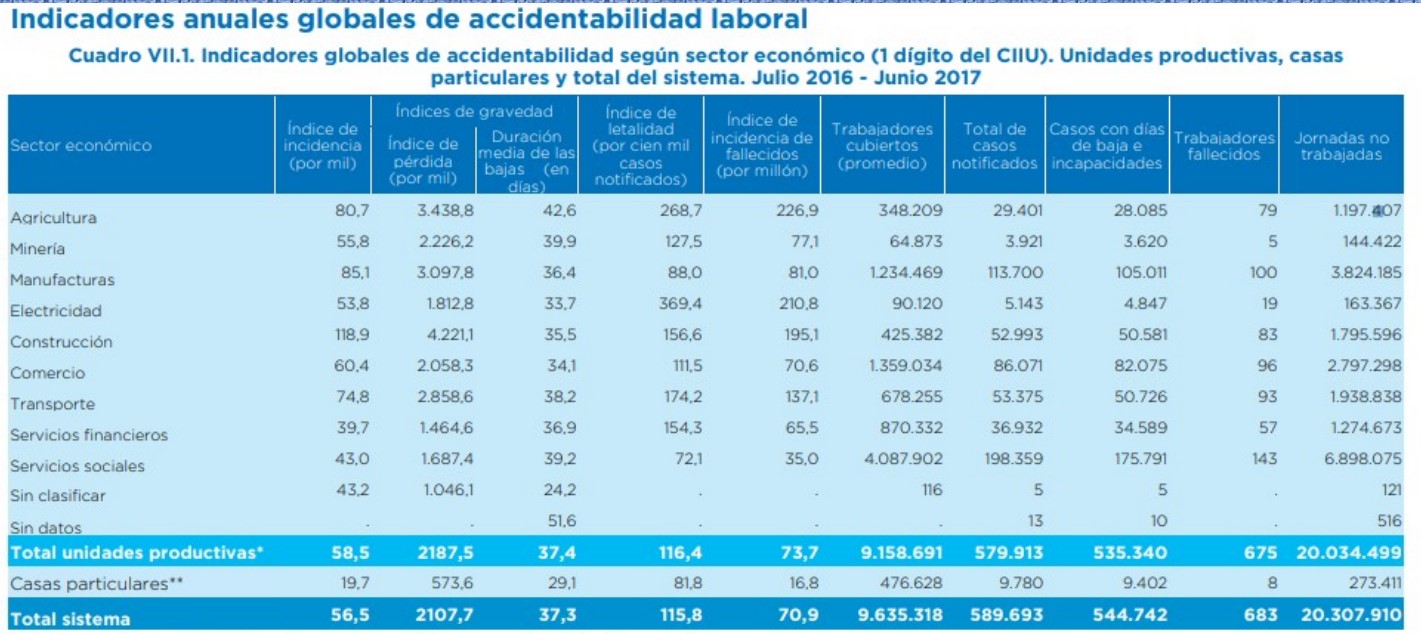 Indicadores anuales globales de accidentabilidad laboral
Cuadro VII.1. Indicadores globales de accidentabilidad según sector económico (1 dígito del CIIU). Unidades productivas, casas
particulares y total del sistema. Julio 2016 - Junio 2017
Sector económico Índice de incidencia (por mil) Índices de gravedad Índice de pérdida (por mil) Duración media de las bajas (en días) Índice de letalidad (por cien mil casos notificados) Índice de incidencia de fallecidos (por millón) Trabajadores cubiertos (promedio) Total de casos notificados Casos con días de baja e incapacidades Trabajadores fallecidos Jornadas no trabajadas
Agricultura 80,7 3.438,8 42,6 268,7 226,9 348.209 29.401 28.085 79 1.197.407
Minería 55,8 2.226,2 39,9 127,5 77,1 64.873 3.921 3.620 5 144.422
Manufacturas 85,1 3.097,8 36,4 88,0 81,0 1.234.469 113.700 105.011 100 3.824.185
Electricidad 53,8 1.812,8 33,7 369,4 210,8 90.120 5.143 4.847 19 163.367
Construcción 118,9 4.221,1 35,5 156,6 195,1 425.382 52.993 50.581 83 1.795.596
Comercio 60,4 2.058,3 34,1 111,5 70,6 1.359.034 86.071 82.075 96 2.797.298
Transporte 74,8 2.858,6 38,2 174,2 137,1 678.255 53.375 50.726 93 1.938.838
Servicios financieros 39,7 1.464,6 36,9 154,3 65,5 870.332 36.932 34.589 57 1.274.673
Servicios sociales 43,0 1.687,4 39,2 72,1 35,0 4.087.902 198.359 175.791 143 6.898.075
Sin clasificar 43,2 1.046,1 24,2 . . 116 5 5 . 121
Sin datos . . 51,6 . . . 13 10 . 516
Total unidades productivas* 58,5 2187,5 37,4 116,4 73,7 9.158.691 579.913 535.340 675 20.034.499
Casas particulares** 19,7 573,6 29,1 81,8 16,8 476.628 9.780 9.402 8 273.411
Total sistema 56,5 2107,7 37,3 115,8 70,9 9.635.318 589.693 544.742 683 20.307.910